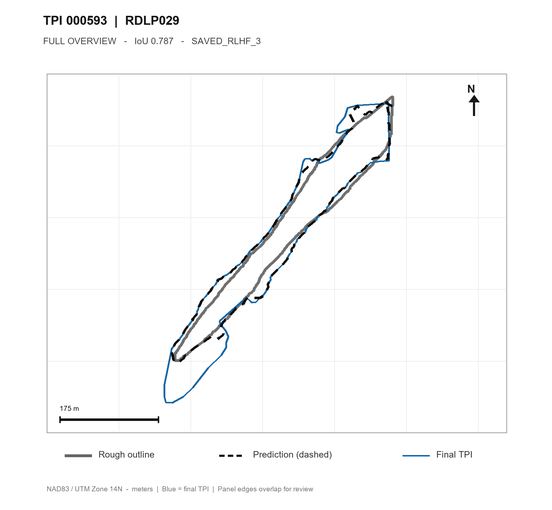 TPI 000593 | RDLP029
FULL OVERVIEW - IoU 0.787 - SAVED_RLHF_3
N
175 m
Rough outline
Prediction (dashed)
Final TPI
NAD83 / UTM Zone 14N - meters | Blue = final TPI | Panel edges overlap for review